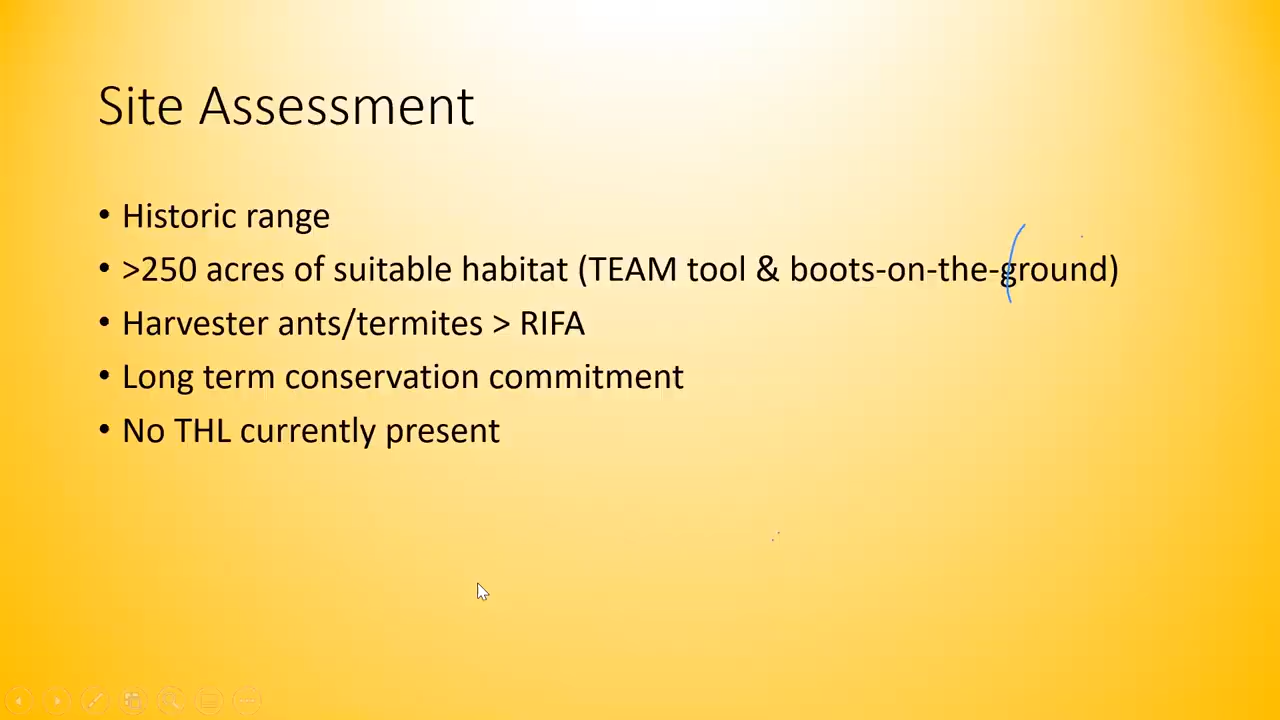 Site Assessment
• Historic range
• >250 acres of suitable habitat (TEAM tool & boots-on-the-ground)
• Harvester ants/termites > RIFA
• Long term conservation commitment
• No THL currently present